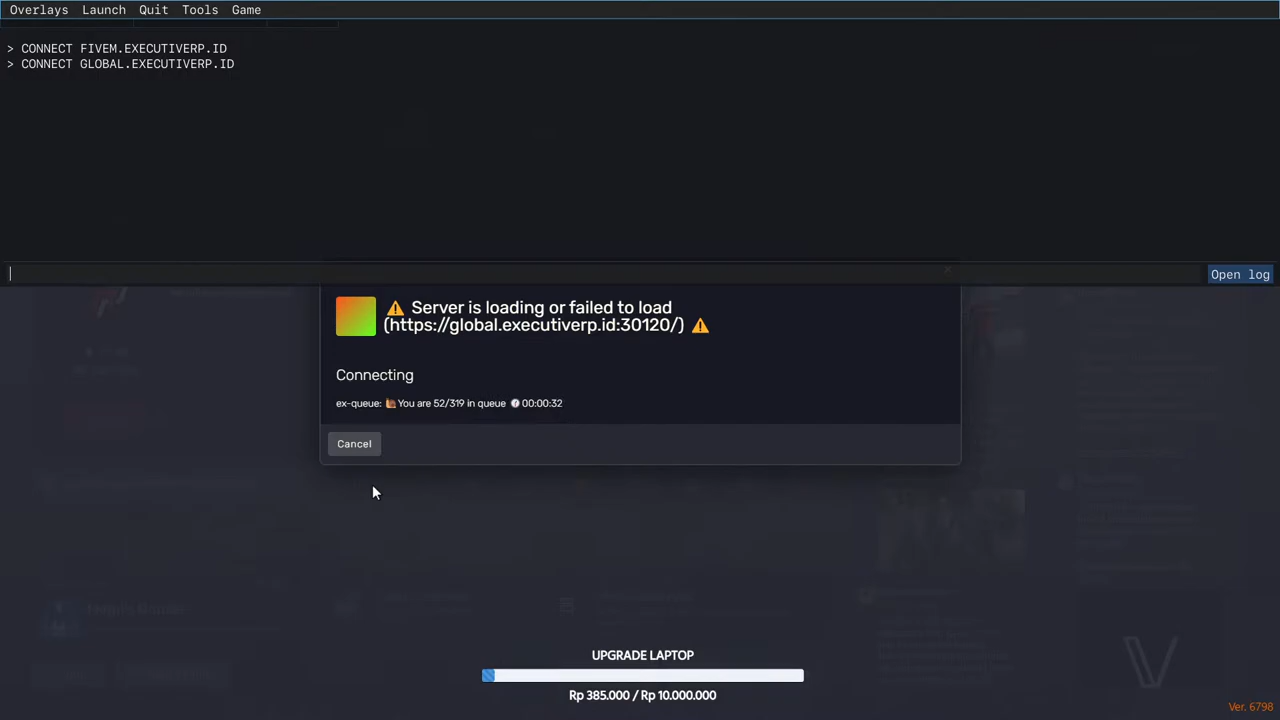 Overlays Launch Quit Tools Game
> CONNECT FIVEM.EXECUTIVERP.ID
> CONNECT GLOBAL.EXECUTIVERP.ID
Open log
⚠️ Server is loading or failed to load
(https://global.executiverp.id:30120/) ⚠️
Connecting
ex-queue: 🐌You are 52/319 in queue 🕐 00:00:32
Cancel
UPGRADE LAPTOP
Rp 385.000 / Rp 10.000.000
Ver. 6798